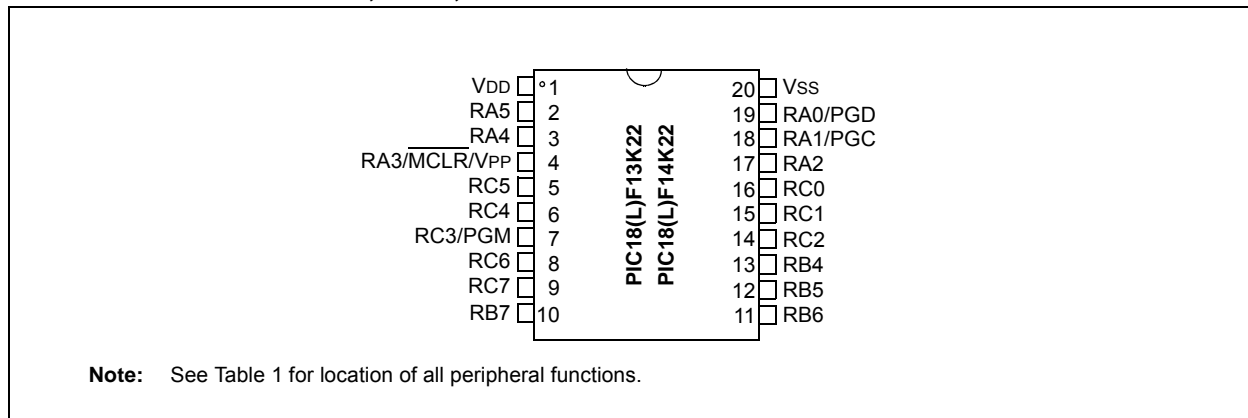 VDD 1 20 VSS
RA5 2 19 RA0/PGD
RA4 3 18 RA1/PGC
RA3/MCLR/VPP 4 17 RA2
RC5 5 16 RC0
RC4 6 15 RC1
RC3/PGM 7 14 RC2
RC6 8 13 RB4
RC7 9 12 RB5
RB7 10 11 RB6
PIC18(L)F13K22
PIC18(L)F14K22
Note: See Table 1 for location of all peripheral functions.